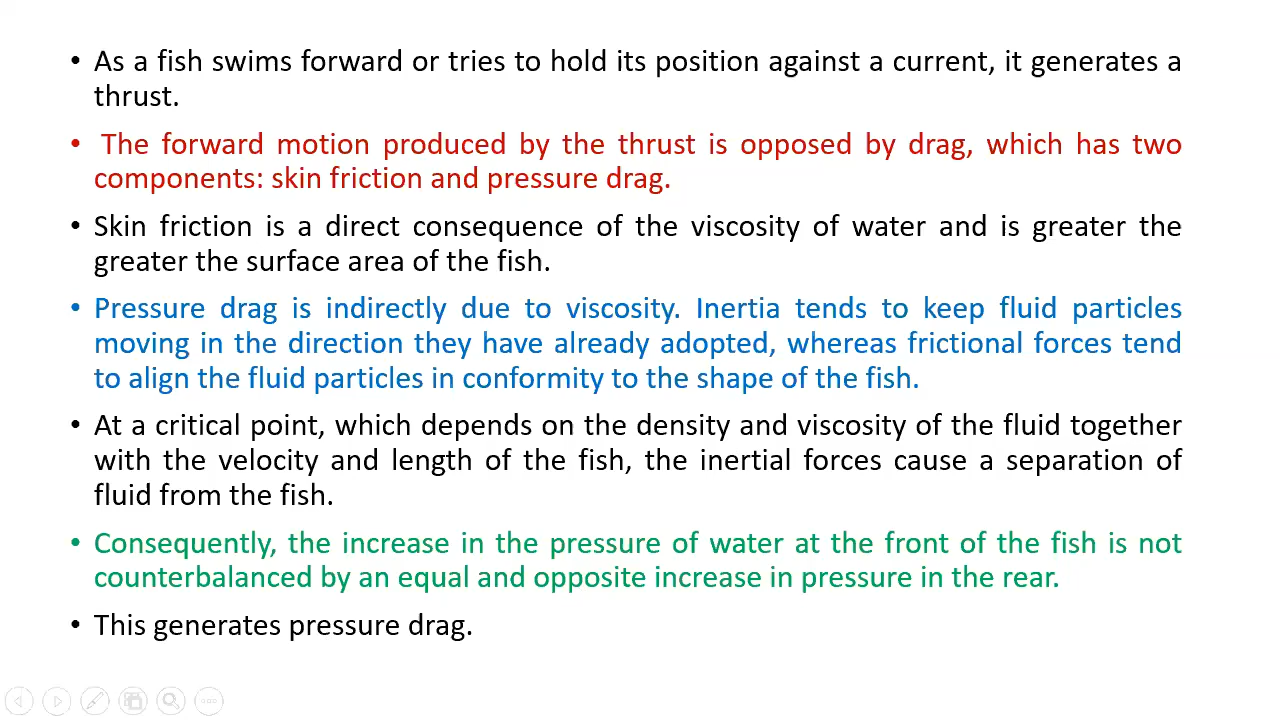 • As a fish swims forward or tries to hold its position against a current, it generates a
thrust.
• The forward motion produced by the thrust is opposed by drag, which has two
components: skin friction and pressure drag.
• Skin friction is a direct consequence of the viscosity of water and is greater the
greater the surface area of the fish.
• Pressure drag is indirectly due to viscosity. Inertia tends to keep fluid particles
moving in the direction they have already adopted, whereas frictional forces tend
to align the fluid particles in conformity to the shape of the fish.
• At a critical point, which depends on the density and viscosity of the fluid together
with the velocity and length of the fish, the inertial forces cause a separation of
fluid from the fish.
• Consequently, the increase in the pressure of water at the front of the fish is not
counterbalanced by an equal and opposite increase in pressure in the rear.
• This generates pressure drag.